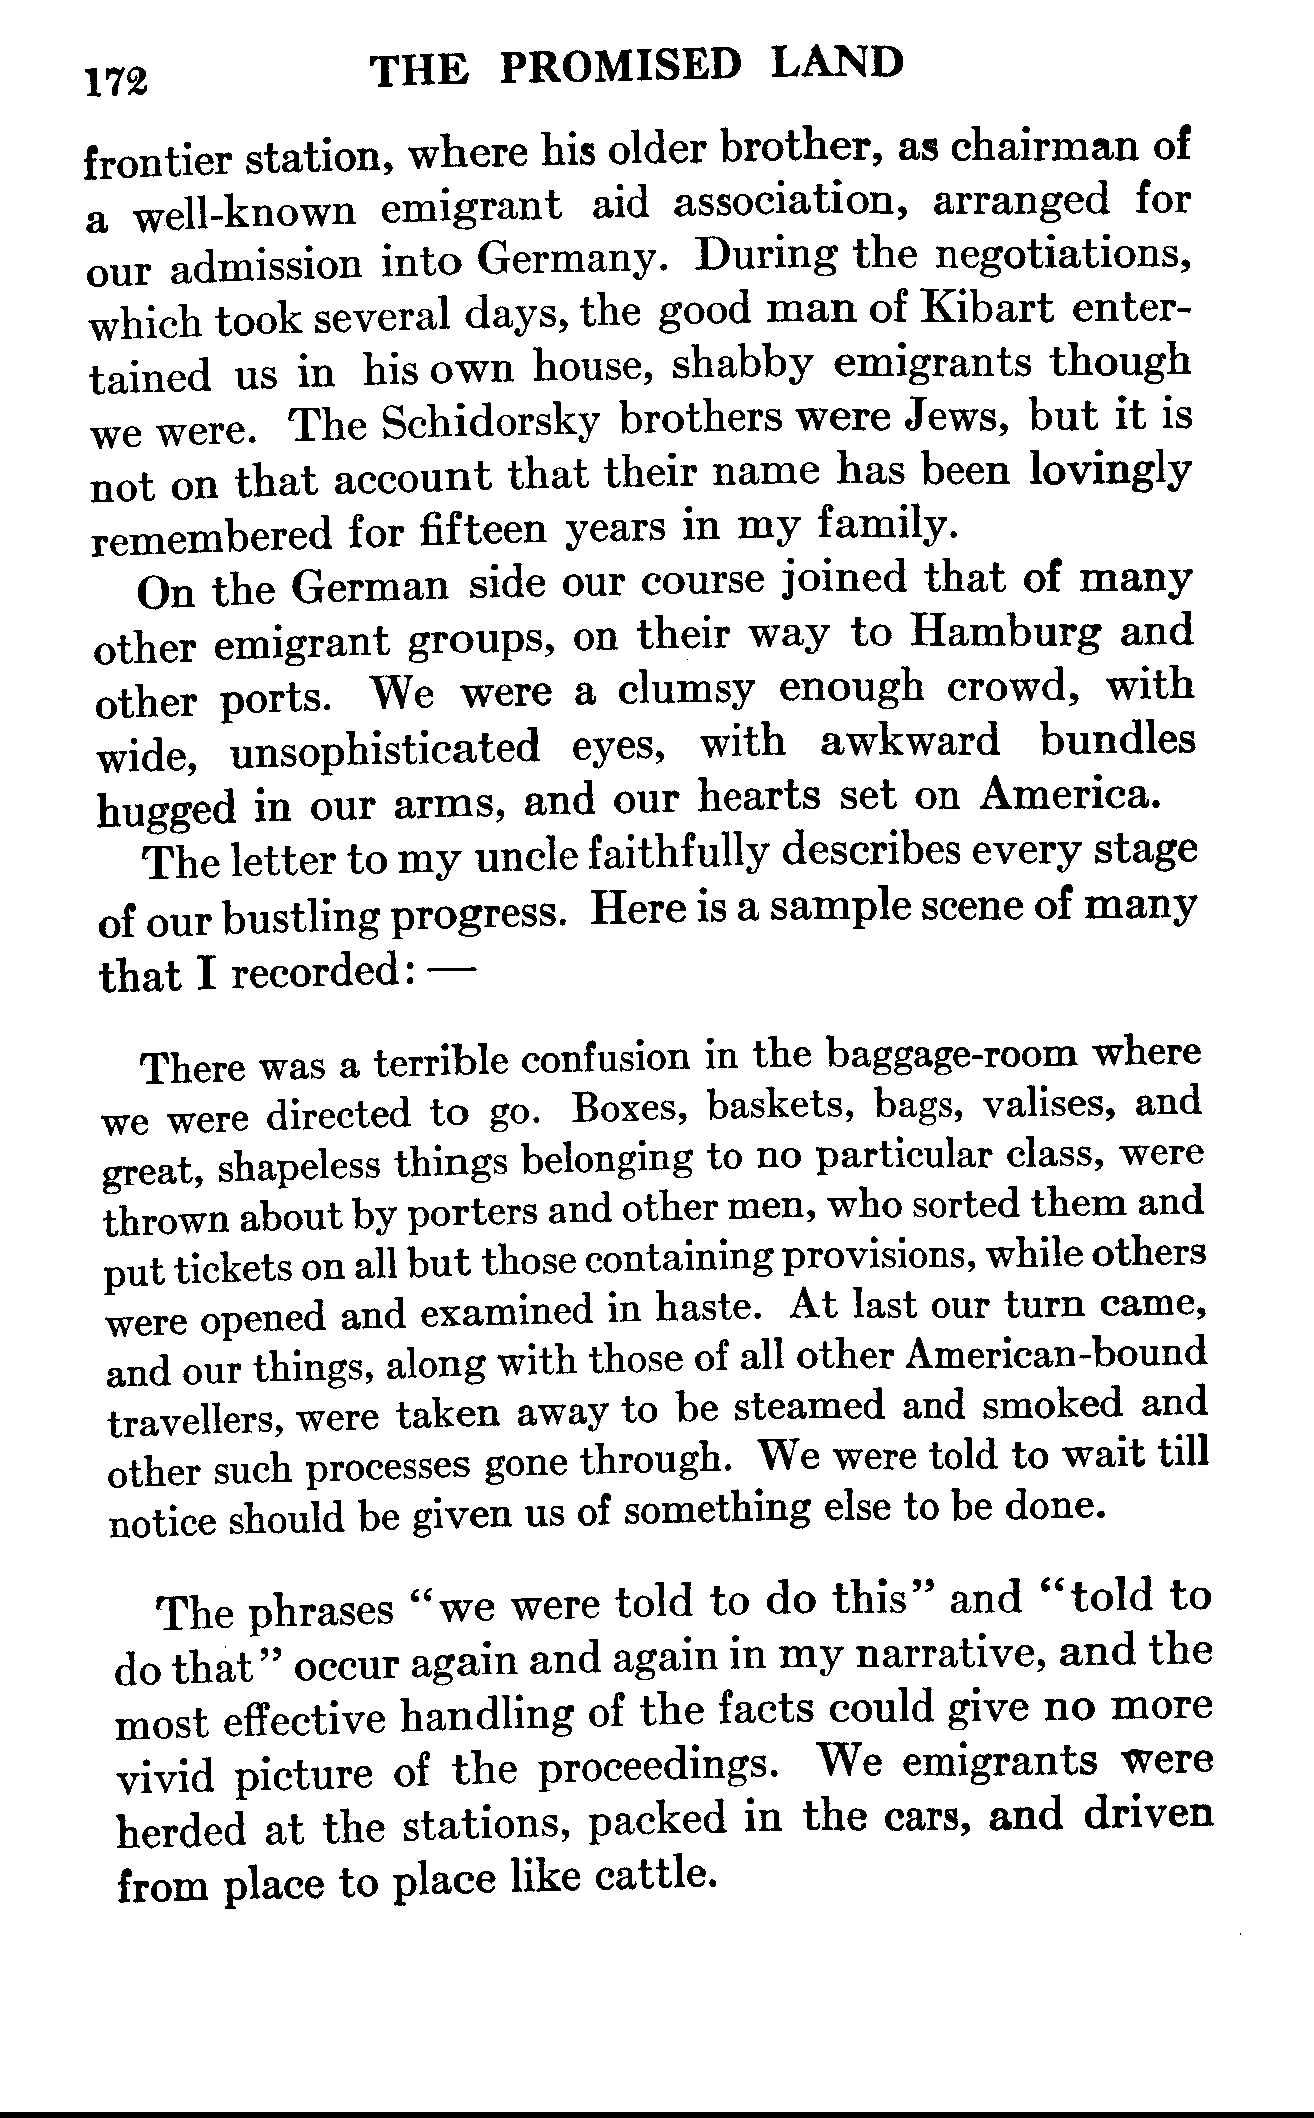 172 THE PROMISED LAND
frontier station, where his older brother, as chairman of
a well-known emigrant aid association, arranged for
our admission into Germany. During the negotiations,
which took several days, the good man of Kibart enter-
tained us in his own house, shabby emigrants though
we were. The Schidorsky brothers were Jews, but it is
not on that account that their name has been lovingly
remembered for fifteen years in my family.
On the German side our course joined that of many
other emigrant groups, on their way to Hamburg and
other ports. We were a clumsy enough crowd, with
wide, unsophisticated eyes, with awkward bundles
hugged in our arms, and our hearts set on America.
The letter to my uncle faithfully describes every stage
of our bustling progress. Here is a sample scene of many
that I recorded: —
There was a terrible confusion in the baggage-room where
we were directed to go. Boxes, baskets, bags, valises, and
great, shapeless things belonging to no particular class, were
thrown about by porters and other men, who sorted them and
put tickets on all but those containing provisions, while others
were opened and examined in haste. At last our turn came,
and our things, along with those of all other American-bound
travellers, were taken away to be steamed and smoked and
other such processes gone through. We were told to wait till
notice should be given us of something else to be done.
The phrases "we were told to do this" and "told to
do that" occur again and again in my narrative, and the
most effective handling of the facts could give no more
vivid picture of the proceedings. We emigrants were
herded at the stations, packed in the cars, and driven
from place to place like cattle.